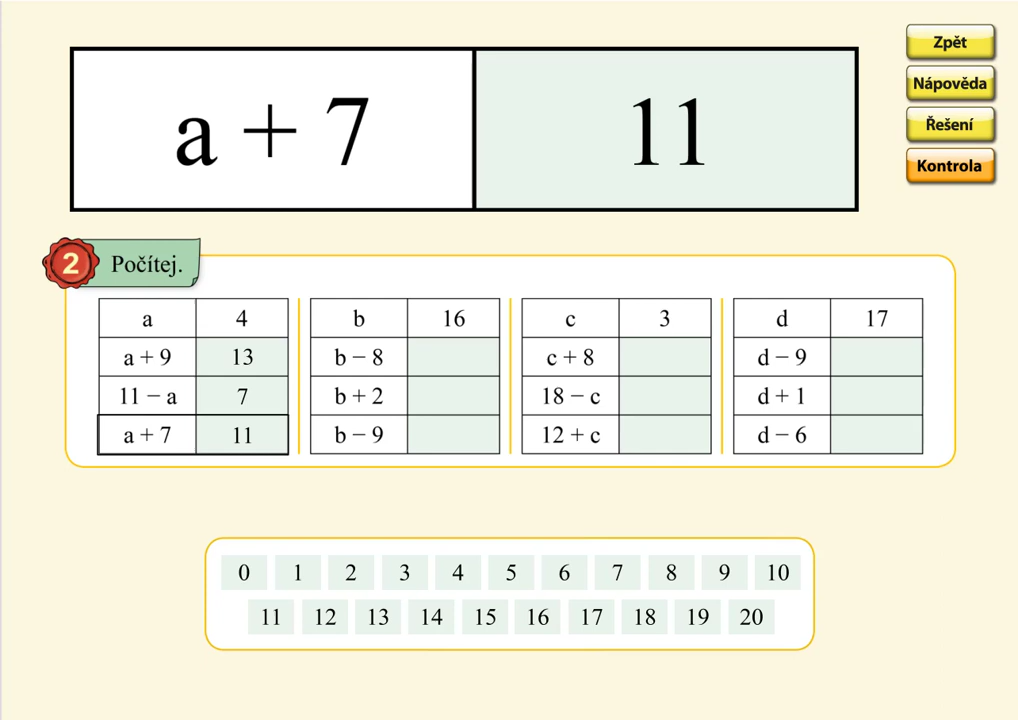 a + 7 11
Zpět
Nápověda
Řešení
Kontrola
2 Počítej.
a 4 b 16 c 3 d 17
a + 9 13 b − 8 c + 8 d − 9
11 − a 7 b + 2 18 − c d + 1
a + 7 11 b − 9 12 + c d − 6
0 1 2 3 4 5 6 7 8 9 10
11 12 13 14 15 16 17 18 19 20